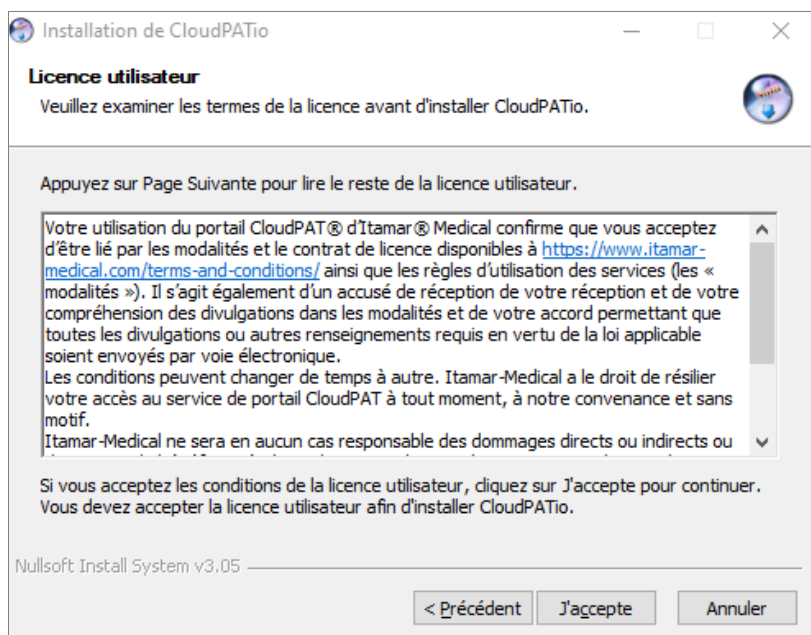 Installation de CloudPATio
Licence utilisateur
Veuillez examiner les termes de la licence avant d'installer CloudPATio.
Appuyez sur Page Suivante pour lire le reste de la licence utilisateur.
Votre utilisation du portail CloudPAT® d'Itamar® Medical confirme que vous acceptez
d'être lié par les modalités et le contrat de licence disponibles à https://www.itamar-
medical.com/terms-and-conditions/ ainsi que les règles d’utilisation des services (les «
modalités »). Il s’agit également d’un accusé de réception de votre réception et de votre
compréhension des divulgations dans les modalités et de votre accord permettant que
toutes les divulgations ou autres renseignements requis en vertu de la loi applicable
soient envoyés par voie électronique.
Les conditions peuvent changer de temps à autre. Itamar-Medical a le droit de résilier
votre accès au service de portail CloudPAT à tout moment, à notre convenance et sans
motif.
Itamar-Medical ne sera en aucun cas responsable des dommages directs ou indirects ou
Si vous acceptez les conditions de la licence utilisateur, cliquez sur J'accepte pour continuer.
Vous devez accepter la licence utilisateur afin d'installer CloudPATio.
Nullsoft Install System v3.05
< Précédent J'accepte Annuler